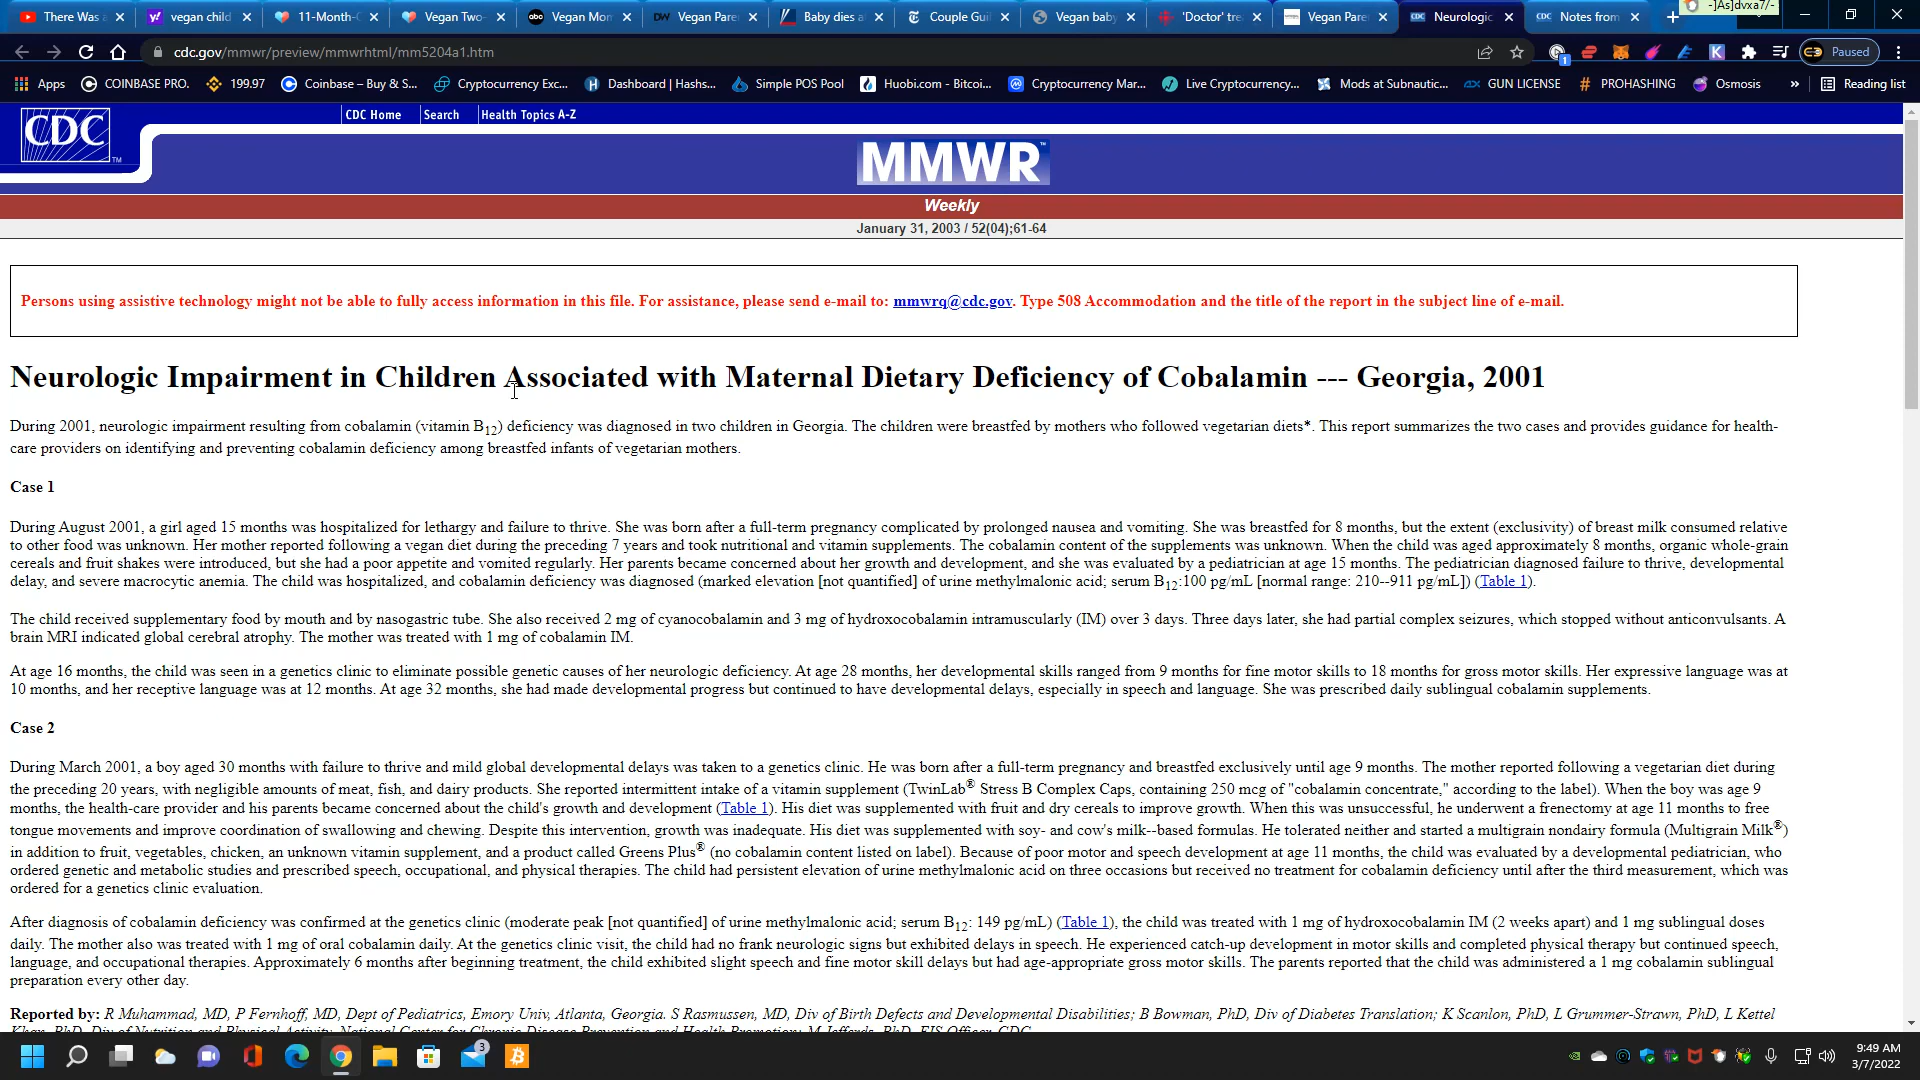 There Was a
vegan child
11-Month-O
Vegan Two-
Vegan Mom
Vegan Pare
Baby dies a
Couple Guil
Vegan baby
'Doctor' tre
Vegan Pare
Neurologic
Notes from
-]As]dvxa7/-
cdc.gov/mmwr/preview/mmwrhtml/mm5204a1.htm
1
Paused
Apps
COINBASE PRO.
199.97
Coinbase – Buy & S...
Cryptocurrency Exc...
Dashboard | Hashs...
Simple POS Pool
Huobi.com - Bitcoi...
Cryptocurrency Mar...
Live Cryptocurrency...
Mods at Subnautic...
GUN LICENSE
PROHASHING
Osmosis
»
Reading list
CDC Home
Search
Health Topics A-Z
CDC
TM
MMWR™
Weekly
January 31, 2003 / 52(04);61-64
Persons using assistive technology might not be able to fully access information in this file. For assistance, please send e-mail to: mmwrq@cdc.gov. Type 508 Accommodation and the title of the report in the subject line of e-mail.
Neurologic Impairment in Children Associated with Maternal Dietary Deficiency of Cobalamin --- Georgia, 2001
During 2001, neurologic impairment resulting from cobalamin (vitamin B12) deficiency was diagnosed in two children in Georgia. The children were breastfed by mothers who followed vegetarian diets*. This report summarizes the two cases and provides guidance for health-
care providers on identifying and preventing cobalamin deficiency among breastfed infants of vegetarian mothers.
Case 1
During August 2001, a girl aged 15 months was hospitalized for lethargy and failure to thrive. She was born after a full-term pregnancy complicated by prolonged nausea and vomiting. She was breastfed for 8 months, but the extent (exclusivity) of breast milk consumed relative
to other food was unknown. Her mother reported following a vegan diet during the preceding 7 years and took nutritional and vitamin supplements. The cobalamin content of the supplements was unknown. When the child was aged approximately 8 months, organic whole-grain
cereals and fruit shakes were introduced, but she had a poor appetite and vomited regularly. Her parents became concerned about her growth and development, and she was evaluated by a pediatrician at age 15 months. The pediatrician diagnosed failure to thrive, developmental
delay, and severe macrocytic anemia. The child was hospitalized, and cobalamin deficiency was diagnosed (marked elevation [not quantified] of urine methylmalonic acid; serum B12:100 pg/mL [normal range: 210--911 pg/mL]) (Table 1).
The child received supplementary food by mouth and by nasogastric tube. She also received 2 mg of cyanocobalamin and 3 mg of hydroxocobalamin intramuscularly (IM) over 3 days. Three days later, she had partial complex seizures, which stopped without anticonvulsants. A
brain MRI indicated global cerebral atrophy. The mother was treated with 1 mg of cobalamin IM.
At age 16 months, the child was seen in a genetics clinic to eliminate possible genetic causes of her neurologic deficiency. At age 28 months, her developmental skills ranged from 9 months for fine motor skills to 18 months for gross motor skills. Her expressive language was at
10 months, and her receptive language was at 12 months. At age 32 months, she had made developmental progress but continued to have developmental delays, especially in speech and language. She was prescribed daily sublingual cobalamin supplements.
Case 2
During March 2001, a boy aged 30 months with failure to thrive and mild global developmental delays was taken to a genetics clinic. He was born after a full-term pregnancy and breastfed exclusively until age 9 months. The mother reported following a vegetarian diet during
the preceding 20 years, with negligible amounts of meat, fish, and dairy products. She reported intermittent intake of a vitamin supplement (TwinLab® Stress B Complex Caps, containing 250 mcg of "cobalamin concentrate," according to the label). When the boy was age 9
months, the health-care provider and his parents became concerned about the child's growth and development (Table 1). His diet was supplemented with fruit and dry cereals to improve growth. When this was unsuccessful, he underwent a frenectomy at age 11 months to free
tongue movements and improve coordination of swallowing and chewing. Despite this intervention, growth was inadequate. His diet was supplemented with soy- and cow's milk--based formulas. He tolerated neither and started a multigrain nondairy formula (Multigrain Milk®)
in addition to fruit, vegetables, chicken, an unknown vitamin supplement, and a product called Greens Plus® (no cobalamin content listed on label). Because of poor motor and speech development at age 11 months, the child was evaluated by a developmental pediatrician, who
ordered genetic and metabolic studies and prescribed speech, occupational, and physical therapies. The child had persistent elevation of urine methylmalonic acid on three occasions but received no treatment for cobalamin deficiency until after the third measurement, which was
ordered for a genetics clinic evaluation.
After diagnosis of cobalamin deficiency was confirmed at the genetics clinic (moderate peak [not quantified] of urine methylmalonic acid; serum B12: 149 pg/mL) (Table 1), the child was treated with 1 mg of hydroxocobalamin IM (2 weeks apart) and 1 mg sublingual doses
daily. The mother also was treated with 1 mg of oral cobalamin daily. At the genetics clinic visit, the child had no frank neurologic signs but exhibited delays in speech. He experienced catch-up development in motor skills and completed physical therapy but continued speech,
language, and occupational therapies. Approximately 6 months after beginning treatment, the child exhibited slight speech and fine motor skill delays but had age-appropriate gross motor skills. The parents reported that the child was administered a 1 mg cobalamin sublingual
preparation every other day.
Reported by: R Muhammad, MD, P Fernhoff, MD, Dept of Pediatrics, Emory Univ, Atlanta, Georgia. S Rasmussen, MD, Div of Birth Defects and Developmental Disabilities; B Bowman, PhD, Div of Diabetes Translation; K Scanlon, PhD, L Grummer-Strawn, PhD, L Kettel
Khan, PhD, Div of Nutrition and Physical Activity, National Center for Chronic Disease Prevention and Health Promotion; M Jefferds, PhD, EIS Officer, CDC.
3
9:49 AM
3/7/2022